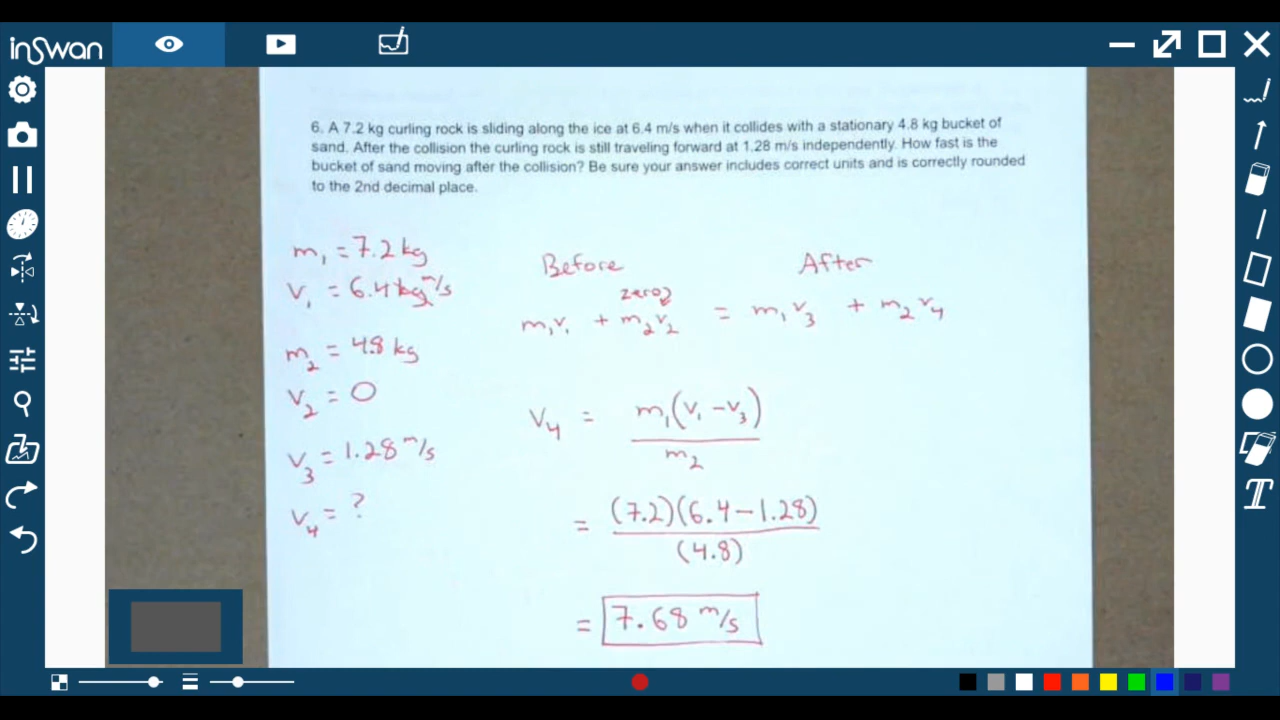 inSwan
6. A 7.2 kg curling rock is sliding along the ice at 6.4 m/s when it collides with a stationary 4.8 kg bucket of
sand. After the collision the curling rock is still traveling forward at 1.28 m/s independently. How fast is the
bucket of sand moving after the collision? Be sure your answer includes correct units and is correctly rounded
to the 2nd decimal place.
m₁ = 7.2 kg
v₁ = 6.4 kg m/s
m₂ = 4.8 kg
v₂ = 0
v₃ = 1.28 m/s
v₄ = ?
Before After
zero
m₁v₁ + m₂v₂ = m₁v₃ + m₂v₄
v₄ = m₁(v₁ - v₃)
m₂
= (7.2)(6.4 - 1.28)
(4.8)
= 7.68 m/s
T